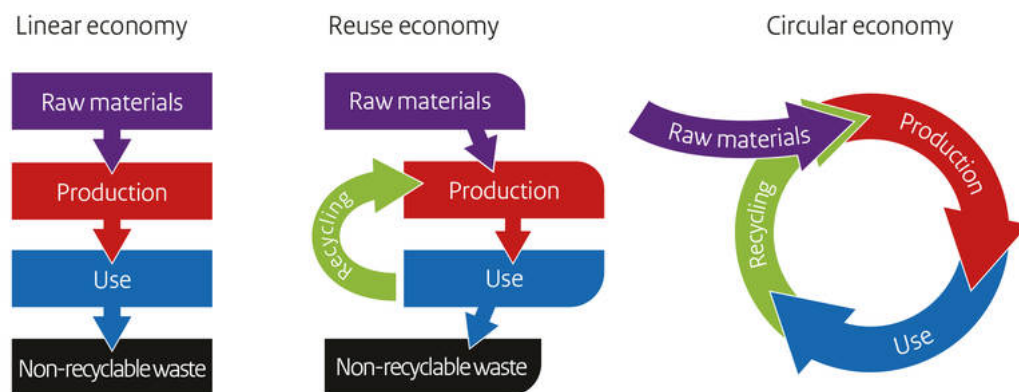 Linear economy
Raw materials
Production
Use
Non-recyclable waste
Reuse economy
Raw materials
Recycling
Production
Use
Non-recyclable waste
Circular economy
Raw materials
Production
Recycling
Use